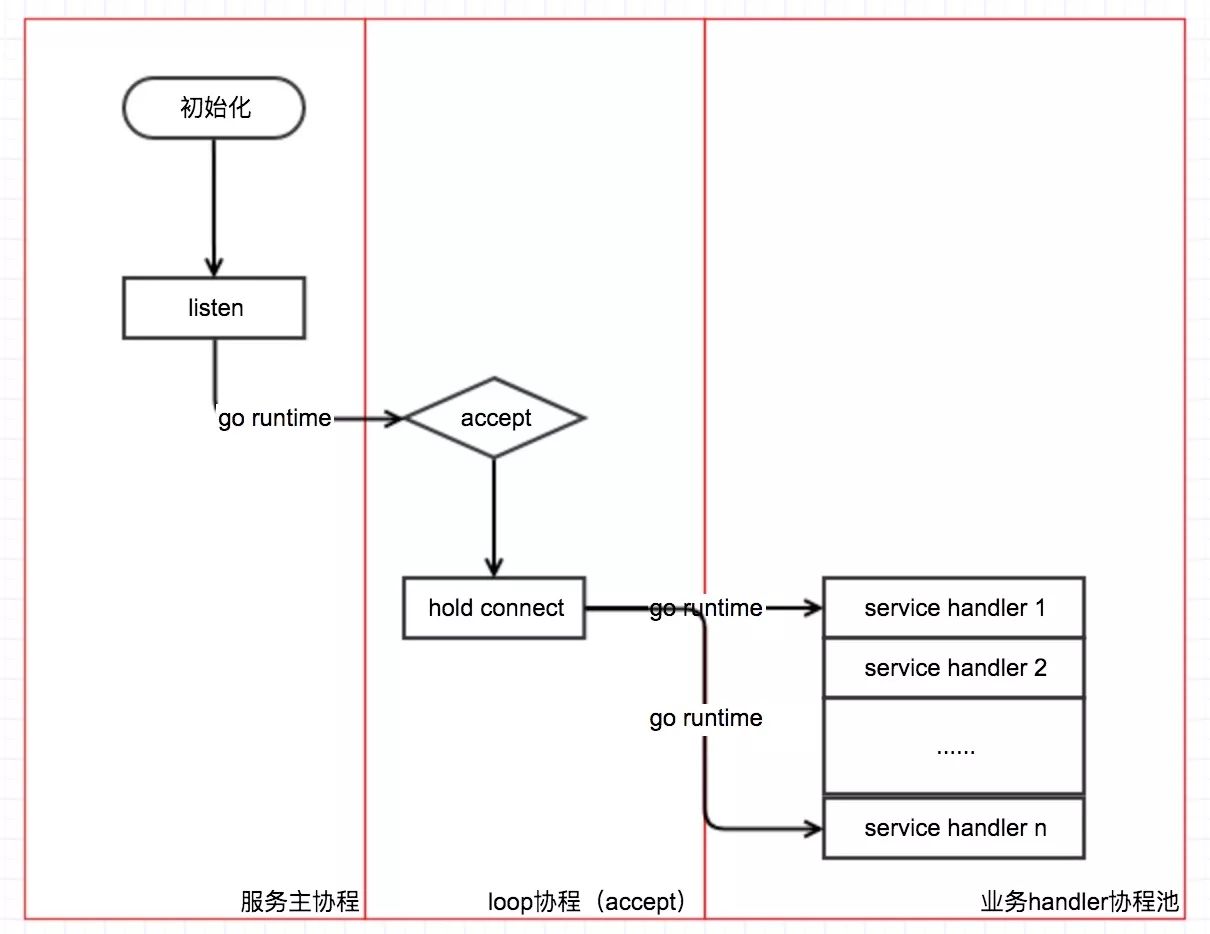 初始化
listen
go runtime
accept
hold connect
go runtime
service handler 1
service handler 2
go runtime
......
service handler n
服务主协程
loop协程（accept）
业务handler协程池